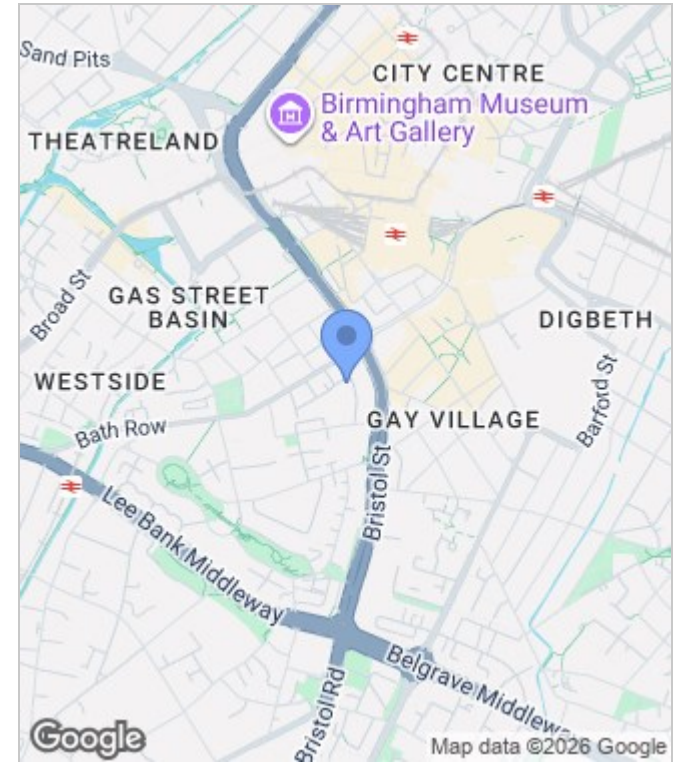 Sand Pits
CITY CENTRE
Birmingham Museum
& Art Gallery
THEATRELAND
Broad St
GAS STREET
BASIN
DIGBETH
WESTSIDE
Barford St
Bath Row
GAY VILLAGE
Bristol St
Lee Bank Middleway
Belgrave Middleway
Bristol Rd
Google
Map data ©2026 Google